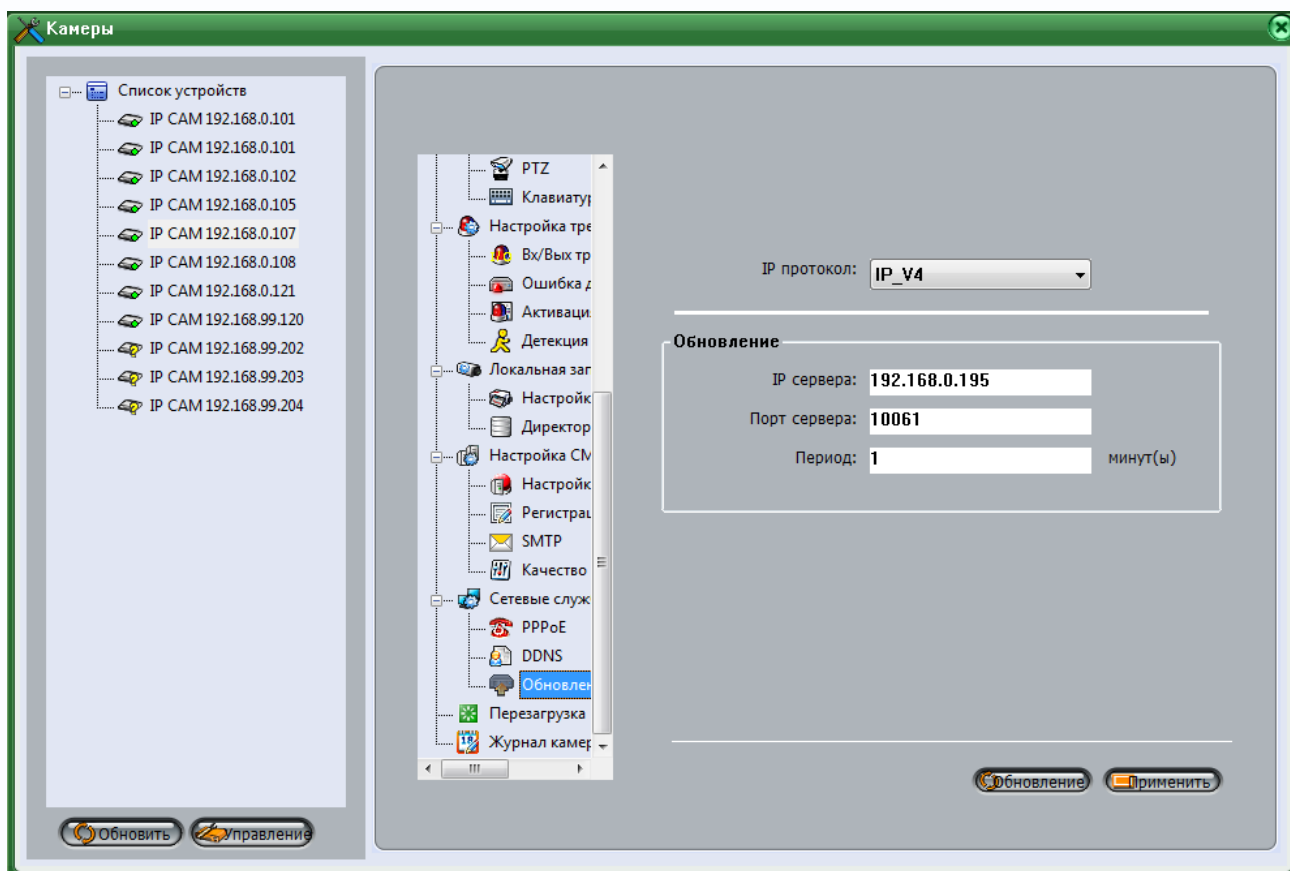 Камеры
Список устройств
IP CAM 192.168.0.101
IP CAM 192.168.0.101
IP CAM 192.168.0.102
IP CAM 192.168.0.105
IP CAM 192.168.0.107
IP CAM 192.168.0.108
IP CAM 192.168.0.121
IP CAM 192.168.99.120
IP CAM 192.168.99.202
IP CAM 192.168.99.203
IP CAM 192.168.99.204
Обновить
Управление
PTZ
Клавиатур
Настройка тре
Вх/Вых тр
Ошибка д
Активаци
Детекция
Локальная заг
Настройк
Директор
Настройка СМ
Настройк
Регистрац
SMTP
Качество
Сетевые служ
PPPoE
DDNS
Обновлен
Перезагрузка
18
Журнал камер
IP протокол: IP_V4
Обновление
IP сервера: 192.168.0.195
Порт сервера: 10061
Период: 1 минут(ы)
Обновление
Применить